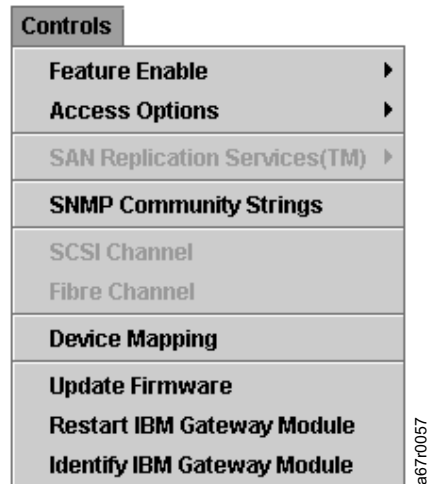 Controls
Feature Enable
Access Options
SAN Replication Services(TM)
SNMP Community Strings
SCSI Channel
Fibre Channel
Device Mapping
Update Firmware
Restart IBM Gateway Module
Identify IBM Gateway Module
a67r0057